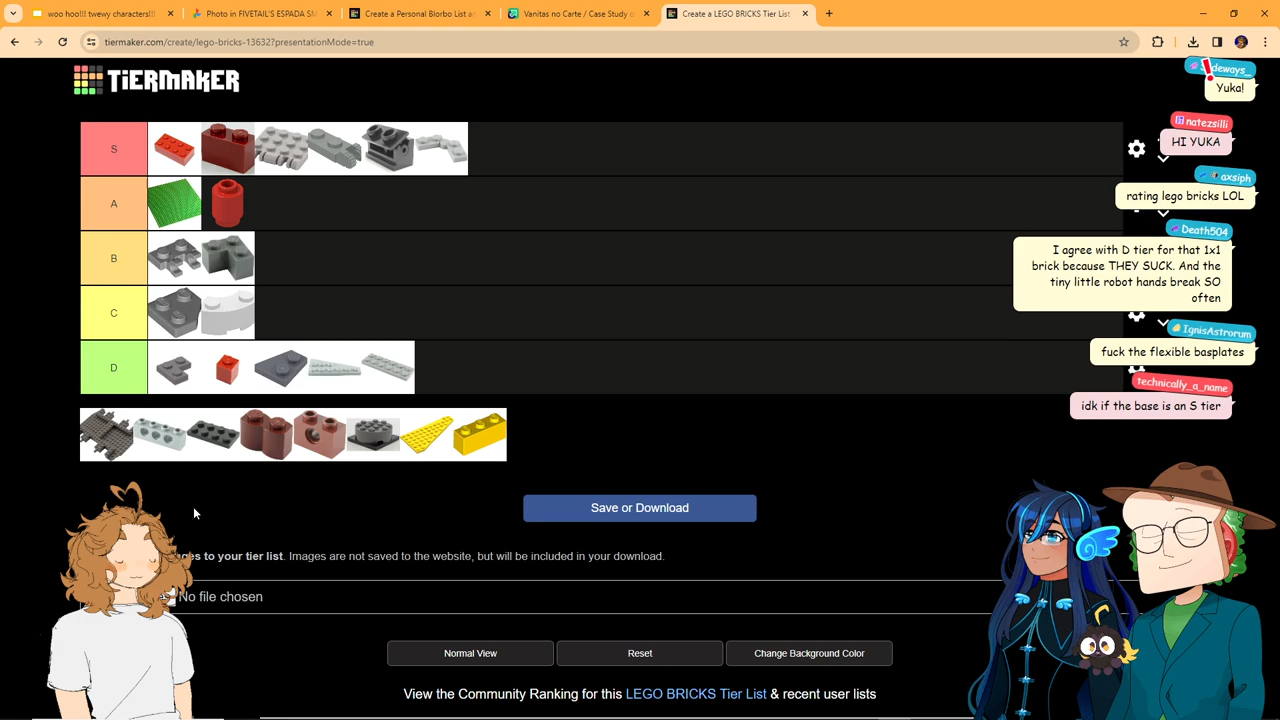 woo hoo!!! twewy characters!!!
Photo in FIVETAIL'S ESPADA SM
Create a Personal Blorbo List a
Vanitas no Carte / Case Study o
Create a LEGO BRICKS Tier List
tiermaker.com/create/lego-bricks-13632?presentationMode=true
TiERMAKER
S
A
B
C
D
deways_
Yuka!
natezsilli
HI YUKA
axsiph
rating lego bricks LOL
Death504
I agree with D tier for that 1x1
brick because THEY SUCK. And the
tiny little robot hands break SO
often
IgnisAstrorum
fuck the flexible basplates
technically_a_name
idk if the base is an S tier
Save or Download
ges to your tier list. Images are not saved to the website, but will be included in your download.
No file chosen
Normal View
Reset
Change Background Color
View the Community Ranking for this LEGO BRICKS Tier List & recent user lists